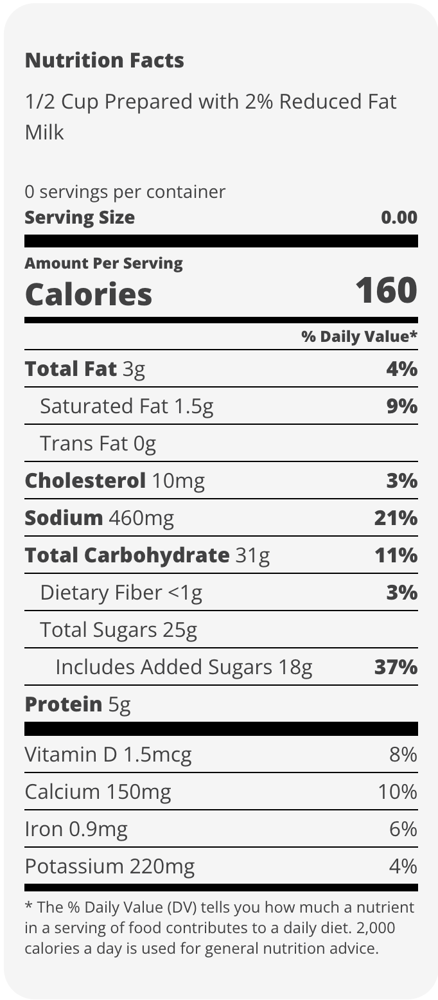 Nutrition Facts
1/2 Cup Prepared with 2% Reduced Fat
Milk
0 servings per container
Serving Size 0.00
Amount Per Serving
Calories 160
% Daily Value*
Total Fat 3g 4%
Saturated Fat 1.5g 9%
Trans Fat 0g
Cholesterol 10mg 3%
Sodium 460mg 21%
Total Carbohydrate 31g 11%
Dietary Fiber <1g 3%
Total Sugars 25g
Includes Added Sugars 18g 37%
Protein 5g
Vitamin D 1.5mcg 8%
Calcium 150mg 10%
Iron 0.9mg 6%
Potassium 220mg 4%
* The % Daily Value (DV) tells you how much a nutrient
in a serving of food contributes to a daily diet. 2,000
calories a day is used for general nutrition advice.